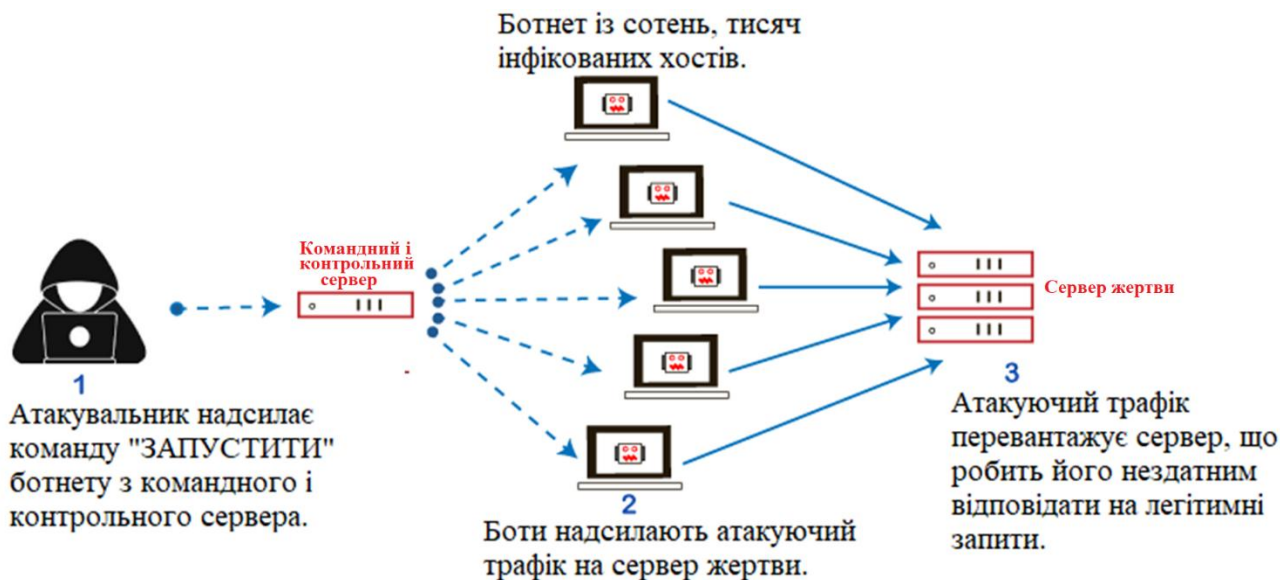 Ботнет із сотень, тисяч
інфікованих хостів.
Командний і
контрольний
сервер
Сервер жертви
1
Атакувальник надсилає
команду "ЗАПУСТИТИ"
ботнету з командного і
контрольного сервера.
2
Боти надсилають атакуючий
трафік на сервер жертви.
3
Атакуючий трафік
перевантажує сервер, що
робить його нездатним
відповідати на легітимні
запити.